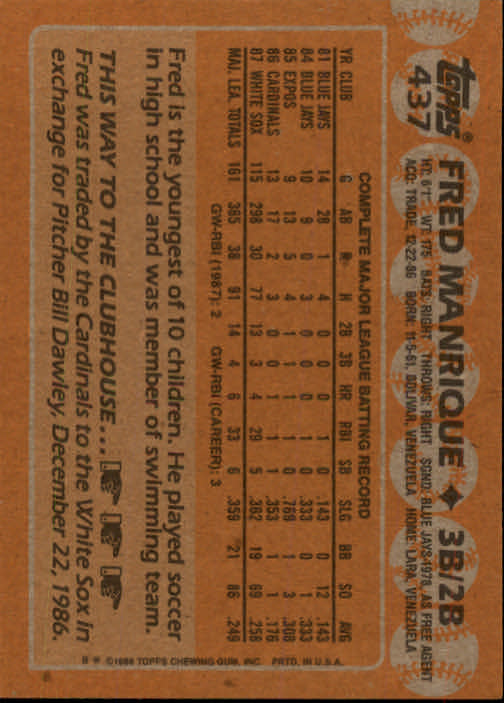 topps
437
FRED MANRIQUE ◆ 3B/2B
HT: 6'1" WT: 175 BATS: RIGHT THROWS: RIGHT SGND: BLUE JAYS-1978, AS FREE AGENT
ACQ: TRADE, 12-22-86 BORN: 11-5-61, BOLIVAR, VENEZUELA HOME: LARA, VENEZUELA
COMPLETE MAJOR LEAGUE BATTING RECORD
YR CLUB G AB R H 2B 3B HR RBI SB SLG BB SO AVG
81 BLUE JAYS 14 28 1 4 0 0 0 1 0 .143 0 12 .143
84 BLUE JAYS 10 9 0 3 0 0 0 1 0 .333 0 1 .333
85 EXPOS 9 13 5 4 1 1 1 1 0 .769 1 3 .308
86 CARDINALS 13 17 2 3 0 0 1 1 1 .353 1 1 .176
87 WHITE SOX 115 298 30 77 13 3 4 29 5 .362 19 69 .258
MAJ. LEA. TOTALS 161 365 38 91 14 4 6 33 6 .359 21 86 .249
GW-RBI (1987): 2 GW-RBI (CAREER): 3
Fred is the youngest of 10 children. He played soccer
in high school and was member of swimming team.
THIS WAY TO THE CLUBHOUSE...
Fred was traded by the Cardinals to the White Sox in
exchange for Pitcher Bill Dawley, December 22, 1986.
B ✳ ©1988 TOPPS CHEWING GUM, INC. PRTD. IN U.S.A.